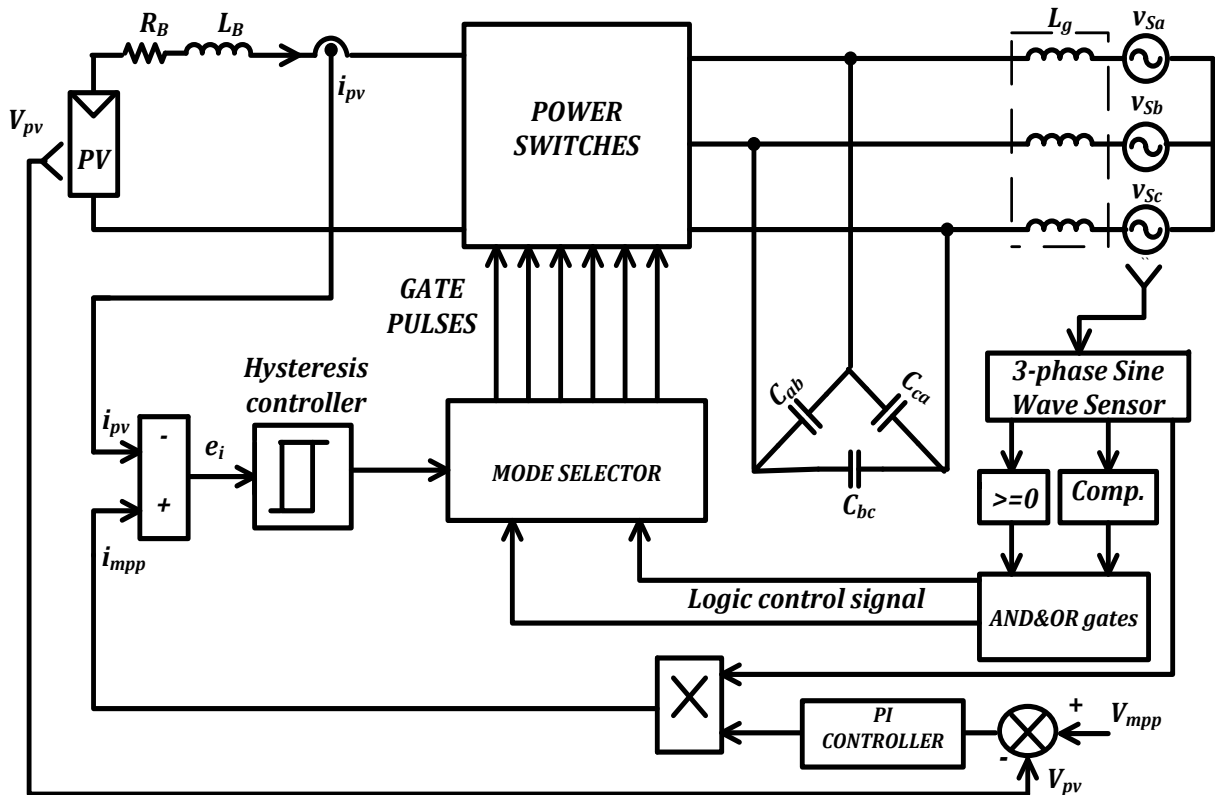 R_B
L_B
i_pv
V_pv
PV
POWER
SWITCHES
L_g
v_Sa
v_Sb
v_Sc
GATE
PULSES
C_ab
C_ca
C_bc
3-phase Sine
Wave Sensor
>=0
Comp.
AND&OR gates
Hysteresis
controller
i_pv
-
+
e_i
i_mpp
MODE SELECTOR
Logic control signal
PI
CONTROLLER
+
V_mpp
-
V_pv